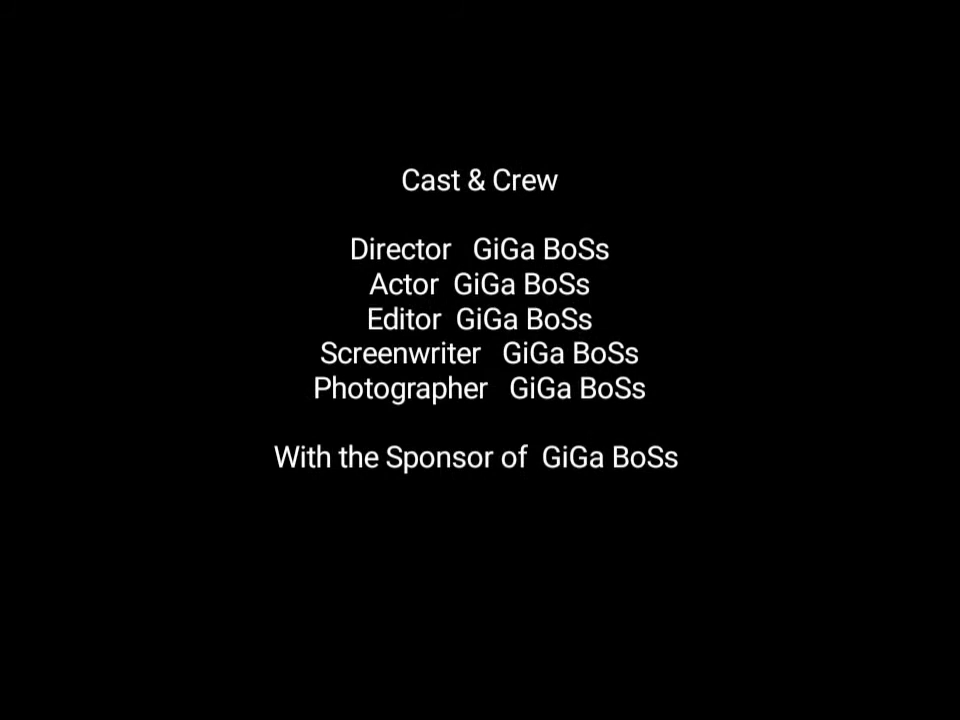 Cast & Crew
Director GiGa BoSs
Actor GiGa BoSs
Editor GiGa BoSs
Screenwriter GiGa BoSs
Photographer GiGa BoSs
With the Sponsor of GiGa BoSs